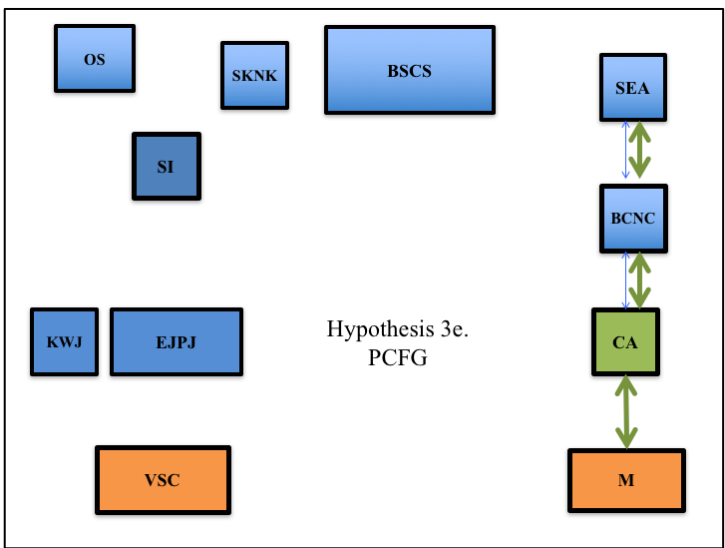 OS
SKNK
BSCS
SEA
SI
BCNC
KWJ
EJPJ
Hypothesis 3e.
PCFG
CA
VSC
M